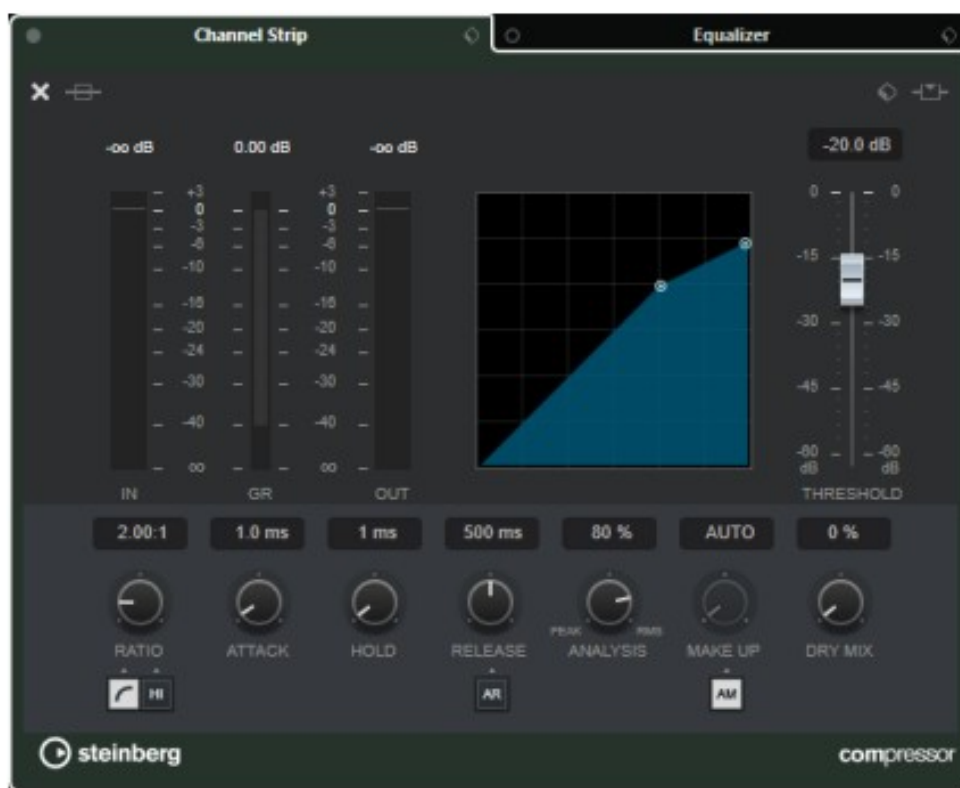 Channel Strip Equalizer
-oo dB 0.00 dB -oo dB -20.0 dB
+3 +3 0 0
0 0
-3 -3
-6 -6 -15 -15
-10 -10
-16 -16
-20 -20 -30 -30
-24 -24
-30 -30 -45 -45
-40 -40
-60 -60
dB dB
oo oo
IN GR OUT THRESHOLD
2.00:1 1.0 ms 1 ms 500 ms 80 % AUTO 0 %
PEAK RMS
RATIO ATTACK HOLD RELEASE ANALYSIS MAKE UP DRY MIX
HI AR AM
steinberg compressor